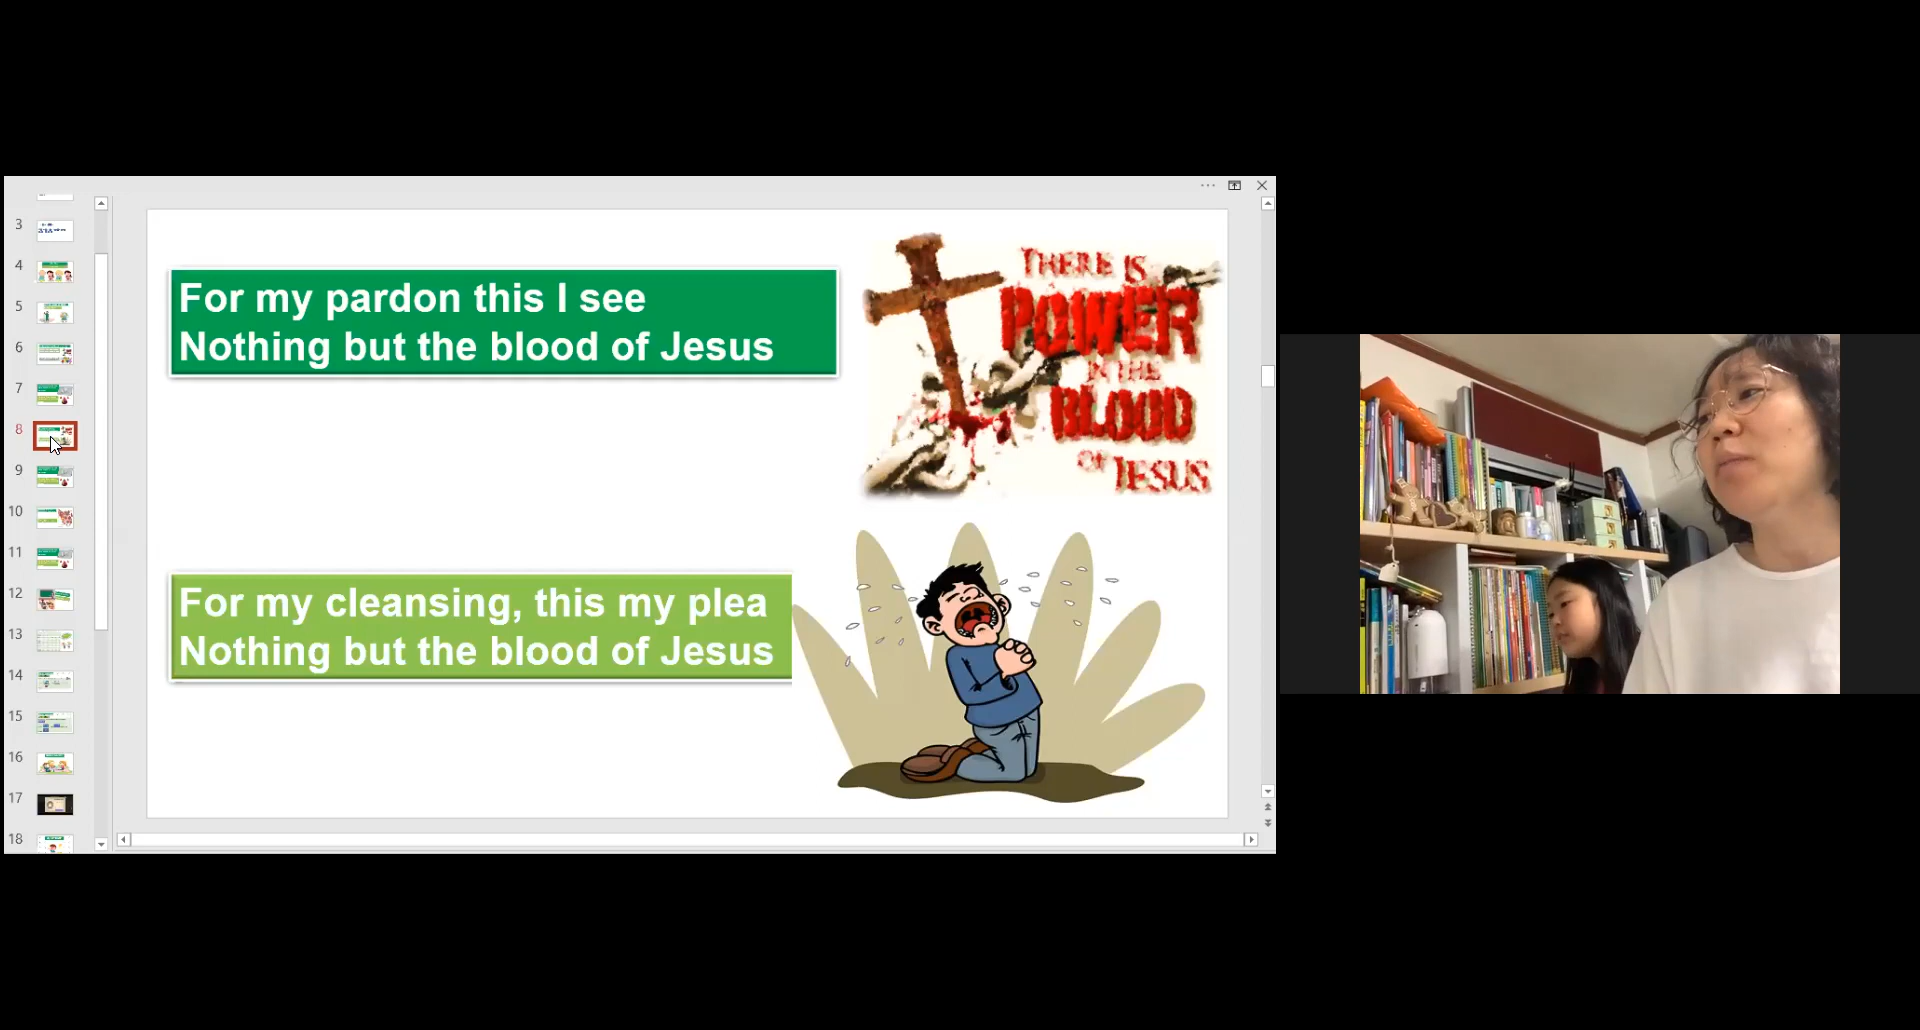 3
4
5
6
7
8
9
10
11
12
13
14
15
16
17
18
For my pardon this I see
Nothing but the blood of Jesus
THERE IS
POWER
IN THE
BLOOD
OF JESUS
For my cleansing, this my plea
Nothing but the blood of Jesus